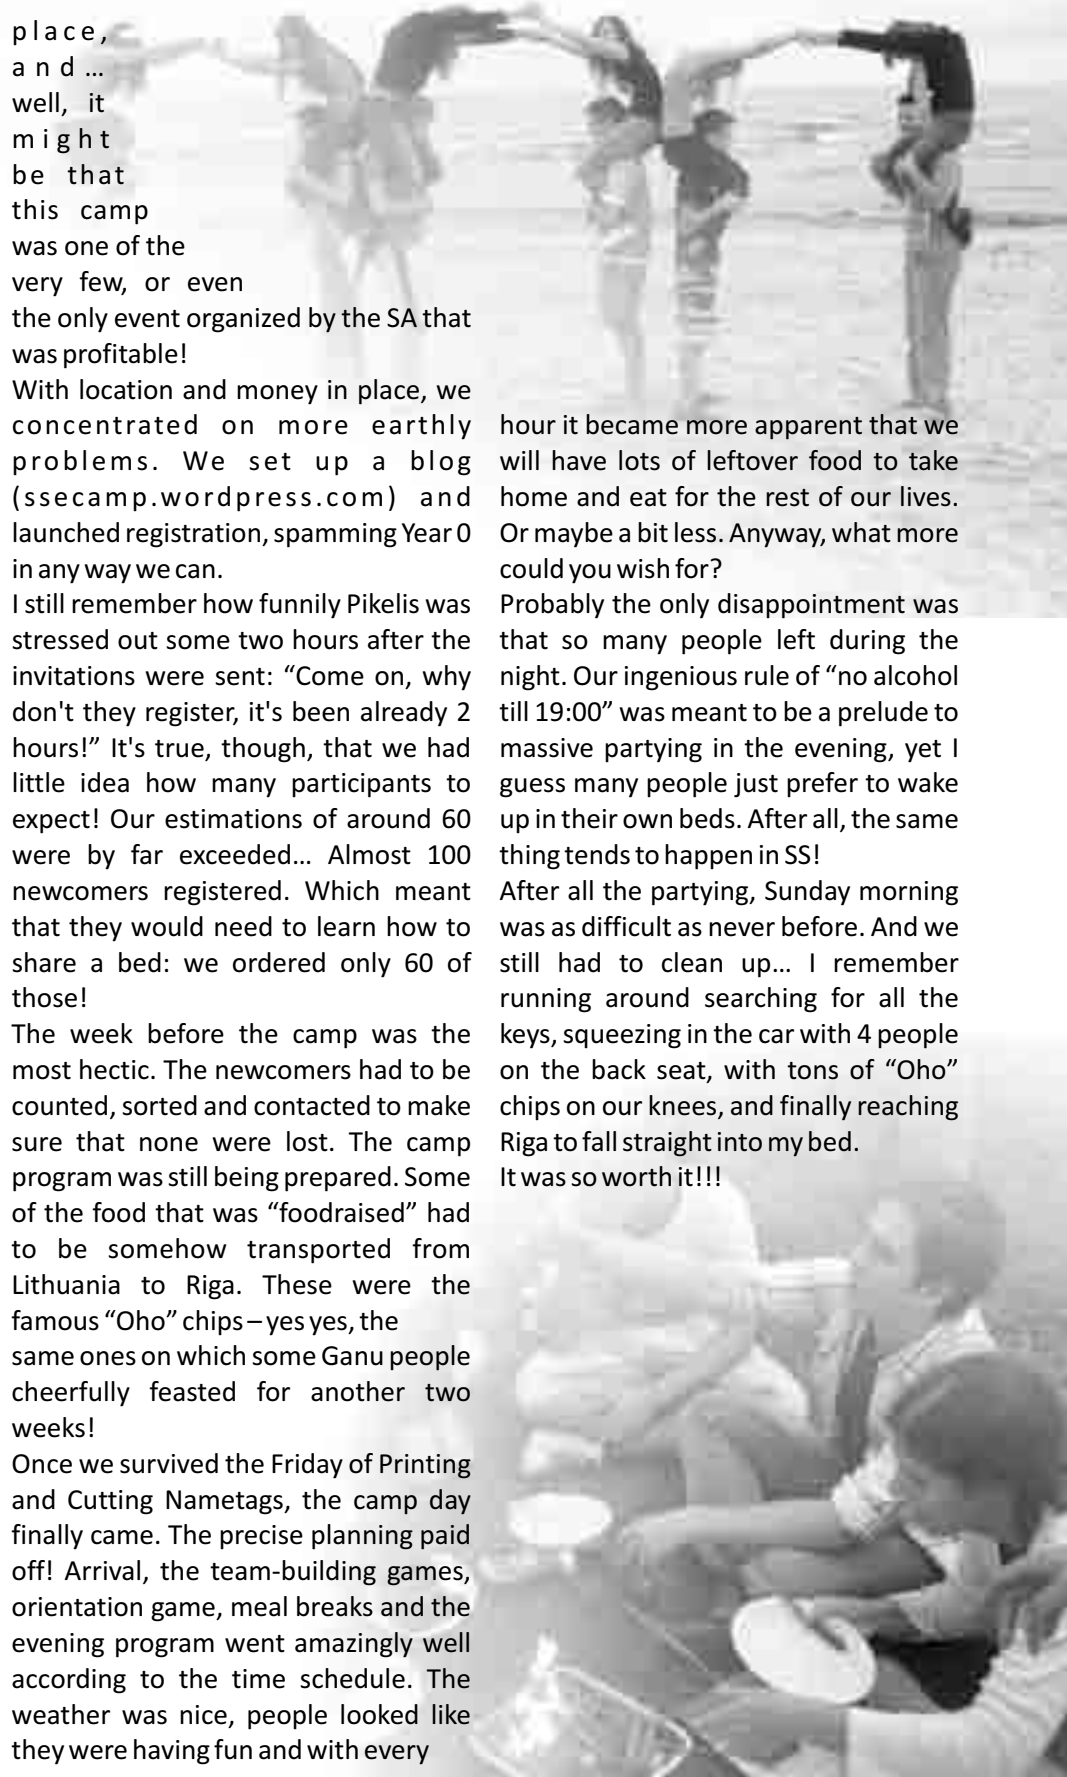 place,
and…
well, it
might
be that
this camp
was one of the
very few, or even
the only event organized by the SA that
was profitable!
With location and money in place, we
concentrated on more earthly
problems. We set up a blog
(ssecamp.wordpress.com) and
launched registration, spamming Year 0
in any way we can.
I still remember how funnily Pikelis was
stressed out some two hours after the
invitations were sent: “Come on, why
don't they register, it's been already 2
hours!” It's true, though, that we had
little idea how many participants to
expect! Our estimations of around 60
were by far exceeded… Almost 100
newcomers registered. Which meant
that they would need to learn how to
share a bed: we ordered only 60 of
those!
The week before the camp was the
most hectic. The newcomers had to be
counted, sorted and contacted to make
sure that none were lost. The camp
program was still being prepared. Some
of the food that was “foodraised” had
to be somehow transported from
Lithuania to Riga. These were the
famous “Oho” chips – yes yes, the
same ones on which some Ganu people
cheerfully feasted for another two
weeks!
Once we survived the Friday of Printing
and Cutting Nametags, the camp day
finally came. The precise planning paid
off! Arrival, the team-building games,
orientation game, meal breaks and the
evening program went amazingly well
according to the time schedule. The
weather was nice, people looked like
they were having fun and with every
hour it became more apparent that we
will have lots of leftover food to take
home and eat for the rest of our lives.
Or maybe a bit less. Anyway, what more
could you wish for?
Probably the only disappointment was
that so many people left during the
night. Our ingenious rule of “no alcohol
till 19:00” was meant to be a prelude to
massive partying in the evening, yet I
guess many people just prefer to wake
up in their own beds. After all, the same
thing tends to happen in SS!
After all the partying, Sunday morning
was as difficult as never before. And we
still had to clean up… I remember
running around searching for all the
keys, squeezing in the car with 4 people
on the back seat, with tons of “Oho”
chips on our knees, and finally reaching
Riga to fall straight into my bed.
It was so worth it!!!